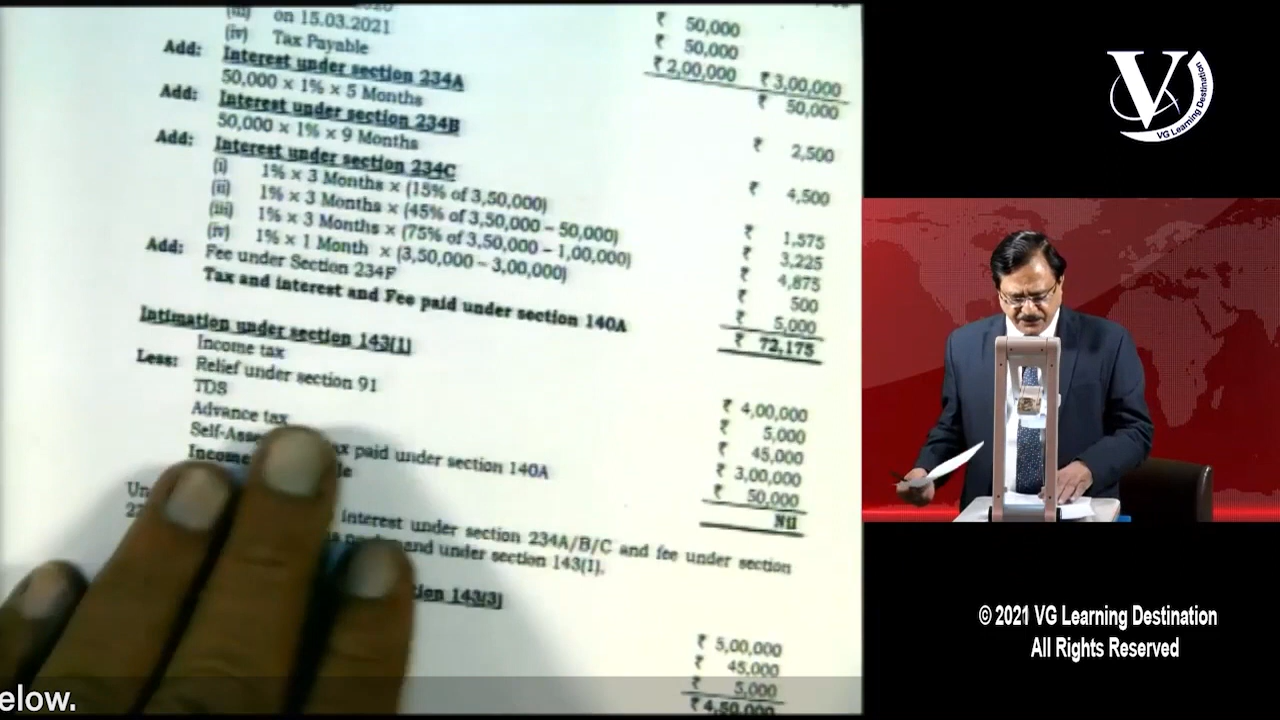 (iii) on 15.03.2021 ₹ 50,000
(iv) Tax Payable ₹ 50,000
₹ 2,00,000 ₹ 3,00,000
₹ 50,000
Add: Interest under section 234A
50,000 × 1% × 5 Months ₹ 2,500
Add: Interest under section 234B
50,000 × 1% × 9 Months ₹ 4,500
Add: Interest under section 234C
(i) 1% × 3 Months × (15% of 3,50,000) ₹ 1,575
(ii) 1% × 3 Months × (45% of 3,50,000 – 50,000) ₹ 3,225
(iii) 1% × 3 Months × (75% of 3,50,000 – 1,00,000) ₹ 4,875
(iv) 1% × 1 Month × (3,50,000 – 3,00,000) ₹ 500
Add: Fee under Section 234F ₹ 5,000
Tax and interest and Fee paid under section 140A ₹ 72,175
Intimation under section 143(1)
Income tax ₹ 4,00,000
Less: Relief under section 91 ₹ 5,000
TDS ₹ 45,000
Advance tax ₹ 3,00,000
Self-Asse ax paid under section 140A ₹ 50,000
Income le Nil
Un interest under section 234A/B/C and fee under section
23 and under section 143(1).
tion 143(3)
₹ 5,00,000
₹ 45,000
₹ 5,000
₹ 4,50,000
elow.
V
VG Learning Destination
© 2021 VG Learning Destination
All Rights Reserved